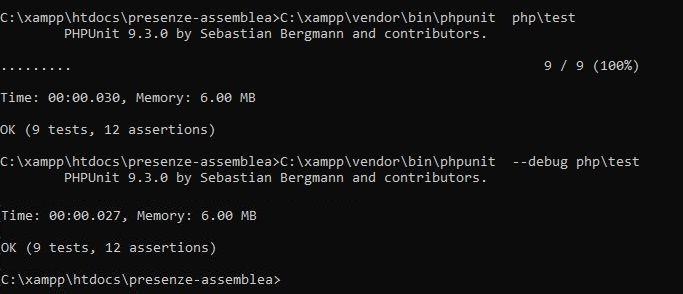 C:\xampp\htdocs\presenze-assemblea>C:\xampp\vendor\bin\phpunit  php\test
        PHPUnit 9.3.0 by Sebastian Bergmann and contributors.
.........                                                           9 / 9 (100%)
Time: 00:00.030, Memory: 6.00 MB
OK (9 tests, 12 assertions)
C:\xampp\htdocs\presenze-assemblea>C:\xampp\vendor\bin\phpunit  --debug php\test
        PHPUnit 9.3.0 by Sebastian Bergmann and contributors.
Time: 00:00.027, Memory: 6.00 MB
OK (9 tests, 12 assertions)
C:\xampp\htdocs\presenze-assemblea>